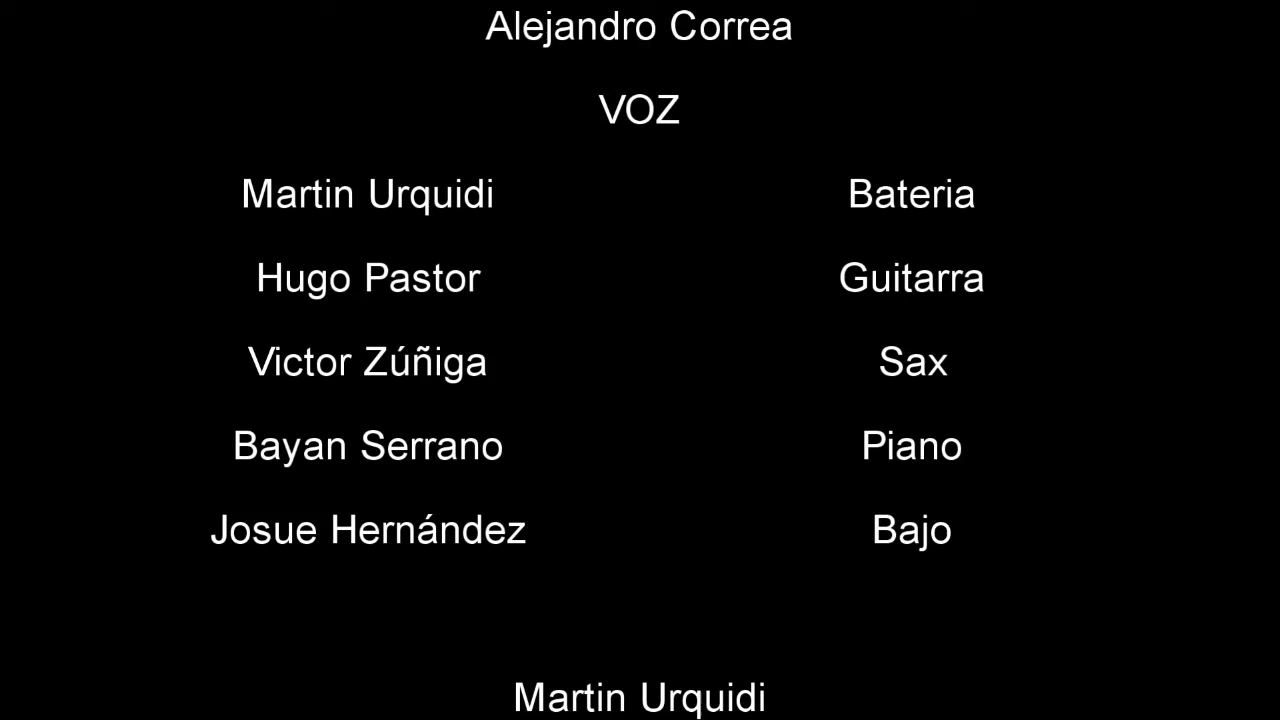 Alejandro Correa
VOZ
Martin Urquidi Bateria
Hugo Pastor Guitarra
Victor Zúñiga Sax
Bayan Serrano Piano
Josue Hernández Bajo
Martin Urquidi